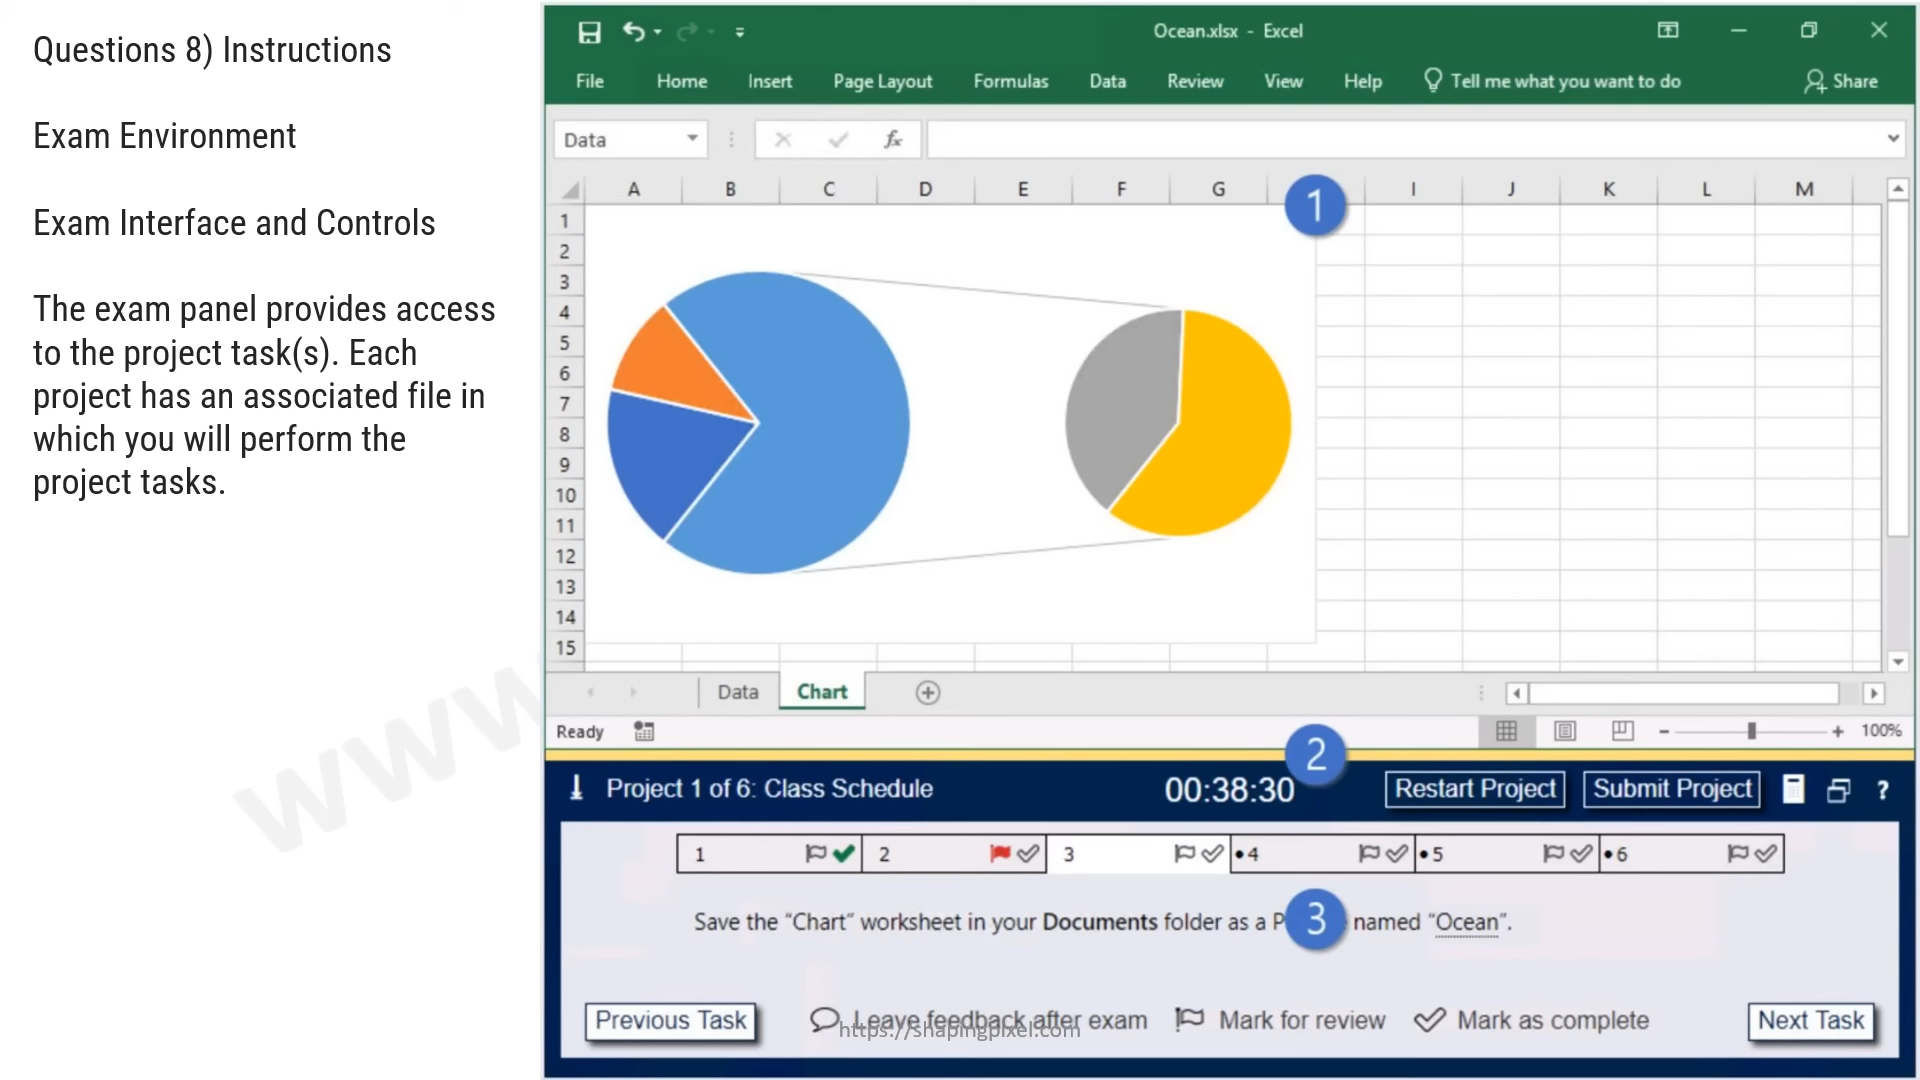 Questions 8) Instructions
Exam Environment
Exam Interface and Controls
The exam panel provides access
to the project task(s). Each
project has an associated file in
which you will perform the
project tasks.
www
Ocean.xlsx - Excel
File Home Insert Page Layout Formulas Data Review View Help Tell me what you want to do Share
Data fx
A B C D E F G I J K L M
1
1
2
3
4
5
6
7
8
9
10
11
12
13
14
15
Data Chart
Ready 100%
2
Project 1 of 6: Class Schedule 00:38:30 Restart Project Submit Project ?
1 2 3 •4 •5 •6
Save the “Chart” worksheet in your Documents folder as a P 3 named “Ocean”.
Previous Task Leave feedback after exam Mark for review Mark as complete Next Task
https://shapingpixel.com